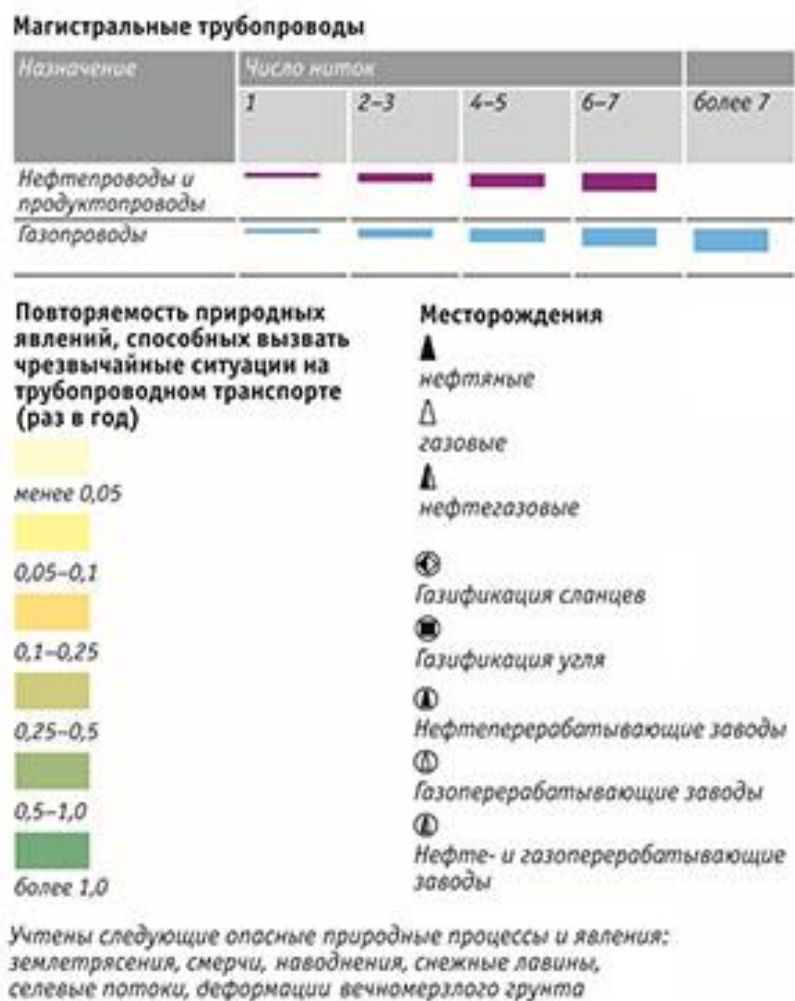 Магистральные трубопроводы
Назначение
Число ниток
1
2–3
4–5
6–7
более 7
Нефтепроводы и
продуктопроводы
Газопроводы
Повторяемость природных
явлений, способных вызвать
чрезвычайные ситуации на
трубопроводном транспорте
(раз в год)
менее 0,05
0,05–0,1
0,1–0,25
0,25–0,5
0,5–1,0
более 1,0
Месторождения
нефтяные
газовые
нефтегазовые
Газификация сланцев
Газификация угля
Нефтеперерабатывающие заводы
Газоперерабатывающие заводы
Нефте- и газоперерабатывающие
заводы
Учтены следующие опасные природные процессы и явления:
землетрясения, смерчи, наводнения, снежные лавины,
селевые потоки, деформации вечномерзлого грунта